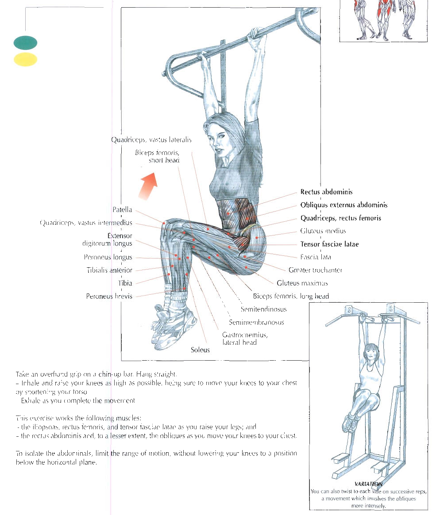 Quadriceps, vastus lateralis
Biceps femoris,
short head
Rectus abdominis
Obliquus externus abdominis
Quadriceps, rectus femoris
Gluteus medius
Tensor fasciae latae
Fascia lata
Greater trochanter
Gluteus maximus
Biceps femoris, long head
Semitendinosus
Semimembranosus
Gastrocnemius,
lateral head
Soleus
Patella
Quadriceps, vastus intermedius
Extensor
digitorum longus
Peroneus longus
Tibialis anterior
Tibia
Peroneus brevis
Take an overhand grip on a chin-up bar. Hang straight.
- Inhale and raise your knees as high as possible, being sure to move your knees to your chest
by shortening your torso
Exhale as you complete the movement
This exercise works the following muscles:
- the iliopsoas, rectus femoris, and tensor fasciae latae as you raise your legs; and
- the rectus abdominis and, to a lesser extent, the obliques as you move your knees to your chest.
To isolate the abdominals, limit the range of motion, without lowering your knees to a position
below the horizontal plane.
VARIATION
You can also twist to each side on successive reps,
a movement which involves the obliques
more intensely.